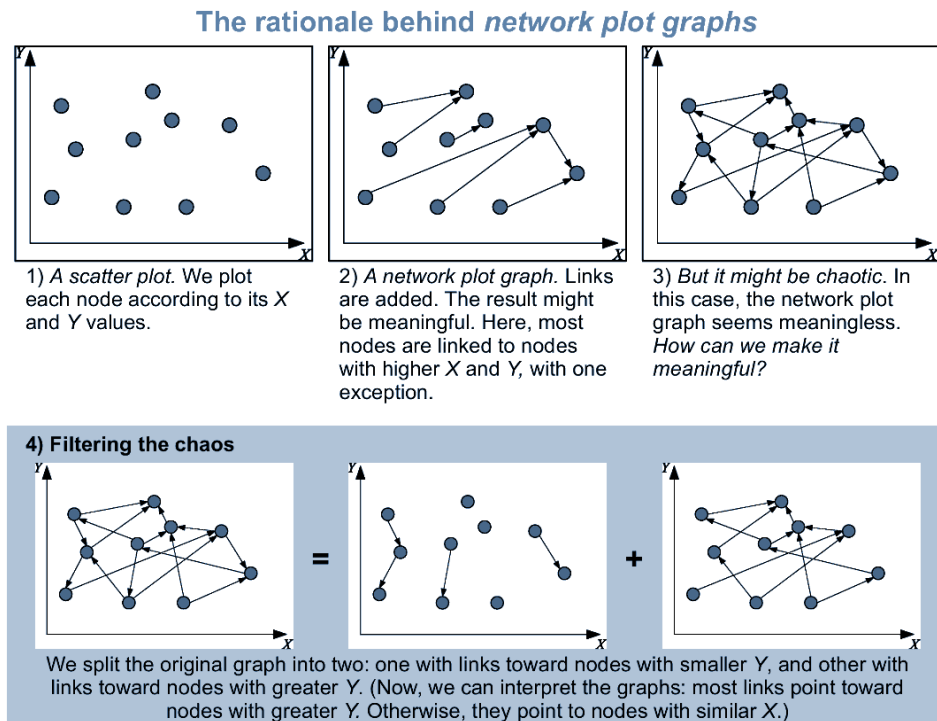 The rationale behind network plot graphs
Y
X
1) A scatter plot. We plot
each node according to its X
and Y values.
Y
X
2) A network plot graph. Links
are added. The result might
be meaningful. Here, most
nodes are linked to nodes
with higher X and Y, with one
exception.
Y
X
3) But it might be chaotic. In
this case, the network plot
graph seems meaningless.
How can we make it
meaningful?
4) Filtering the chaos
Y
X
=
Y
X
+
Y
X
We split the original graph into two: one with links toward nodes with smaller Y, and other with
links toward nodes with greater Y. (Now, we can interpret the graphs: most links point toward
nodes with greater Y. Otherwise, they point to nodes with similar X.)